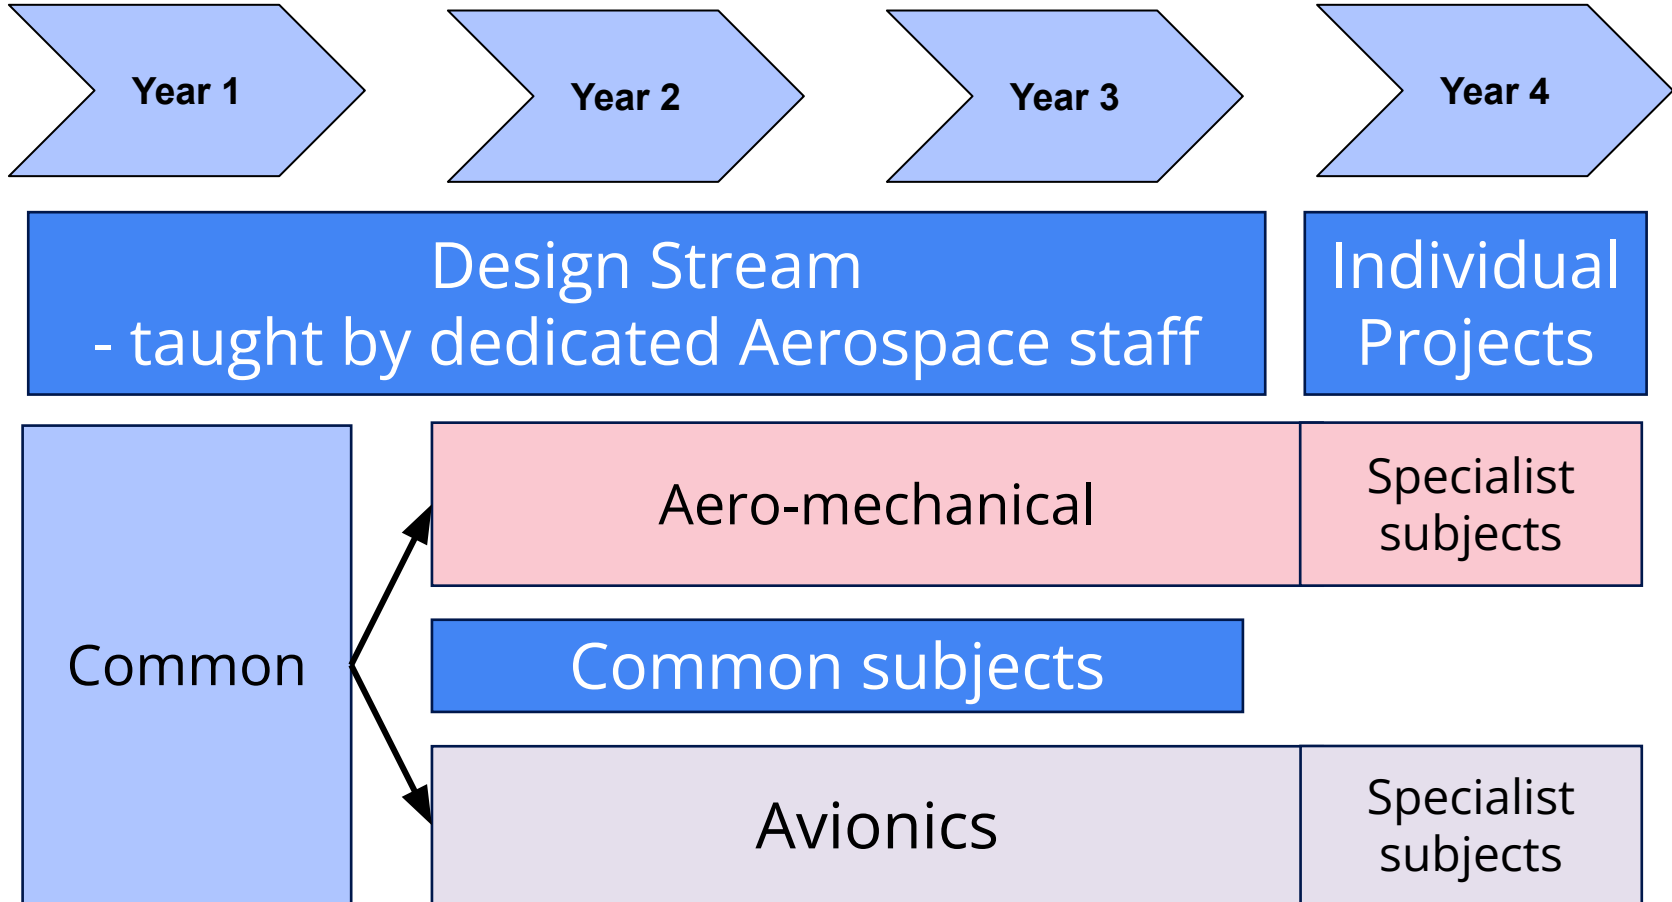 Year 1
Year 2
Year 3
Year 4
Design Stream
- taught by dedicated Aerospace staff
Individual
Projects
Common
Aero-mechanical
Specialist
subjects
Common subjects
Avionics
Specialist
subjects